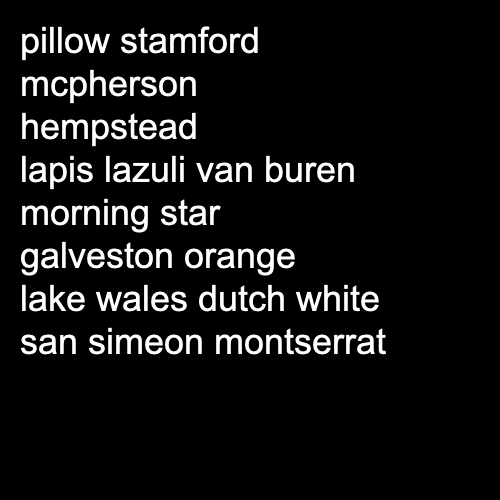 pillow stamford
mcpherson
hempstead
lapis lazuli van buren
morning star
galveston orange
lake wales dutch white
san simeon montserrat